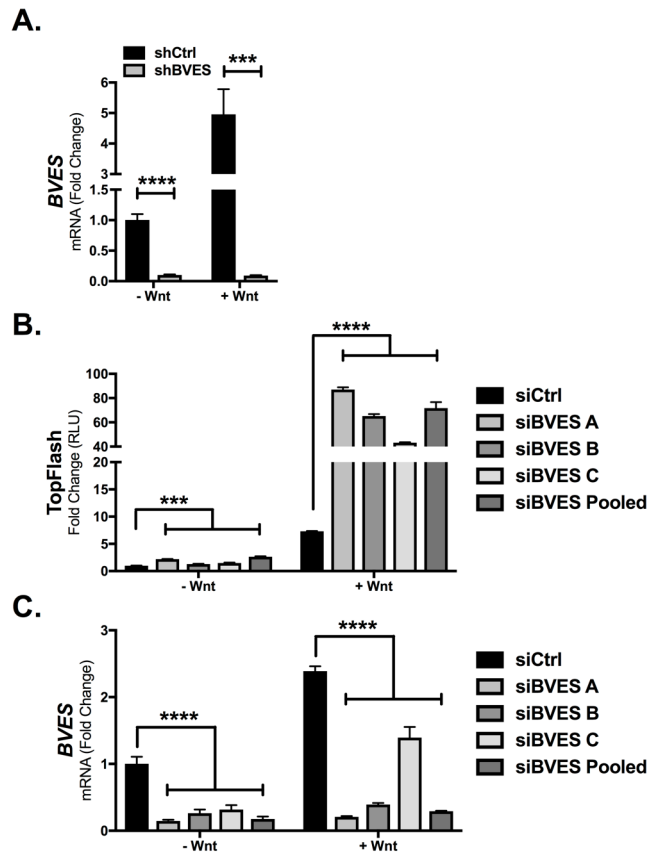 A.
shCtrl
shBVES
***
****
BVES
mRNA (Fold Change)
6
5
4
3
1.5
1.0
0.5
0.0
- Wnt
+ Wnt
B.
****
***
TopFlash
Fold Change (RLU)
100
80
60
40
20
15
10
5
0
- Wnt
+ Wnt
siCtrl
siBVES A
siBVES B
siBVES C
siBVES Pooled
C.
****
****
BVES
mRNA (Fold Change)
3
2
1
0
- Wnt
+ Wnt
siCtrl
siBVES A
siBVES B
siBVES C
siBVES Pooled